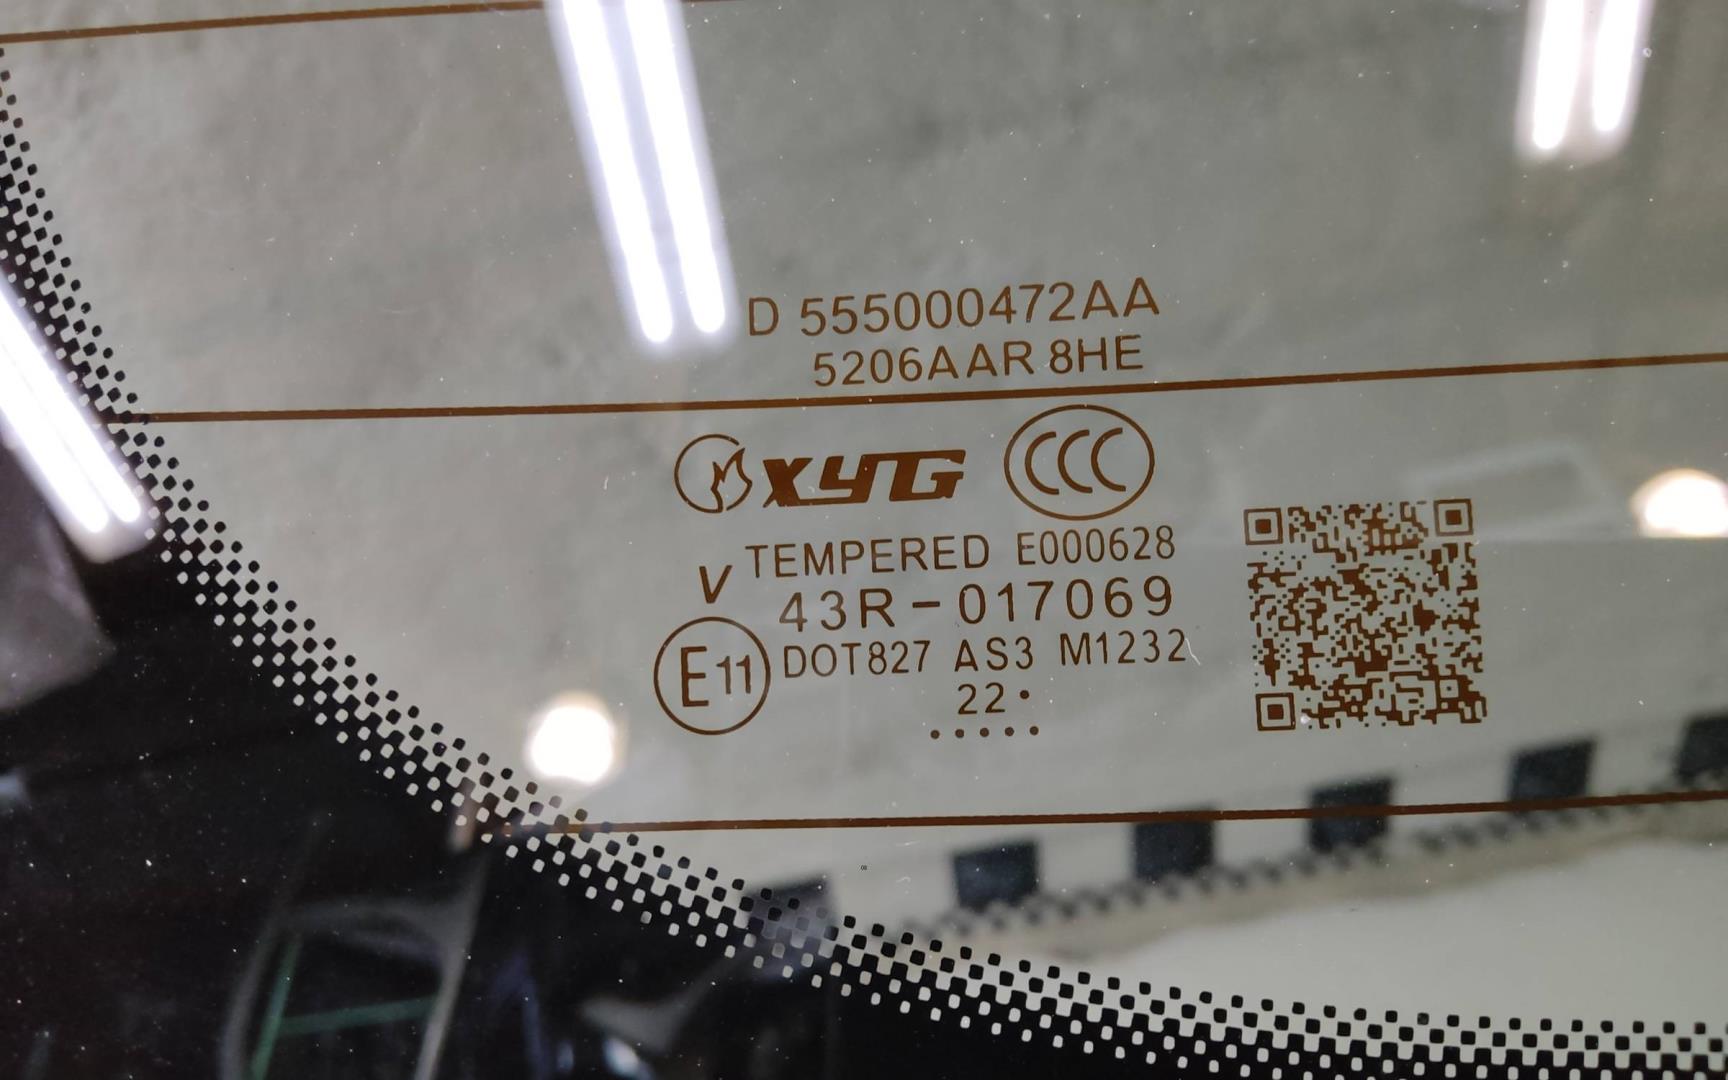 D 555000472AA
5206AAR 8HE
XYG CCC
TEMPERED E000628
V
43R-017069
E11 DOT827 AS3 M1232
22•
•••••